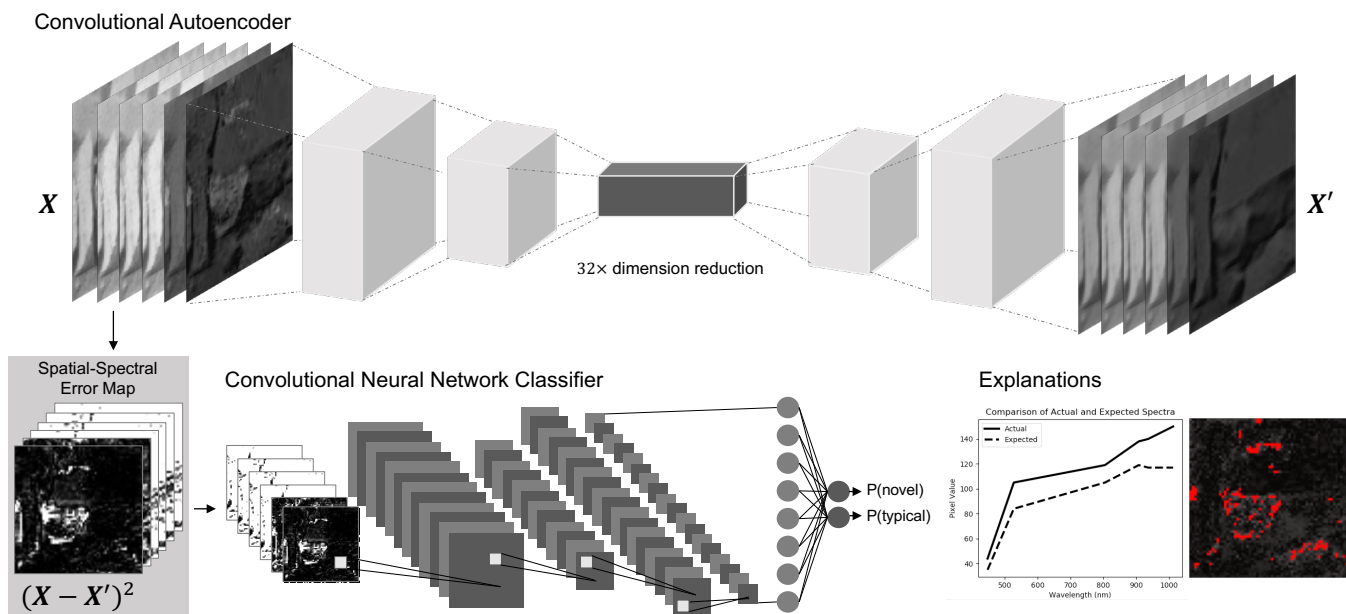 Convolutional Autoencoder
X
X′
32× dimension reduction
Spatial-Spectral
Error Map
(X − X′)²
Convolutional Neural Network Classifier
P(novel)
P(typical)
Explanations
Comparison of Actual and Expected Spectra
Actual
Expected
Pixel Value
140
120
100
80
60
40
500
600
700
800
900
1000
Wavelength (nm)